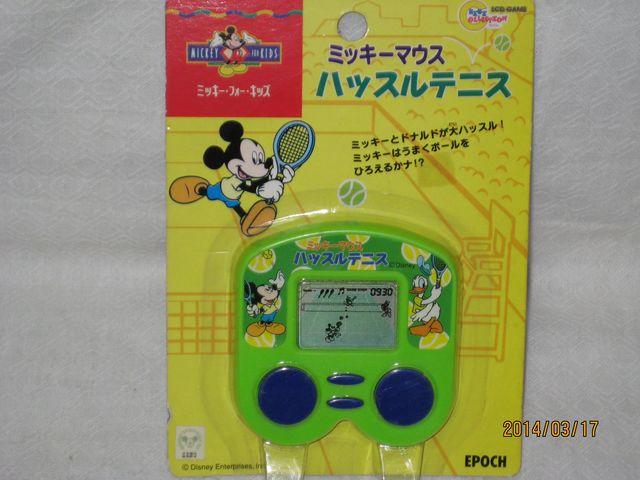 MICKEY FOR KIDS
ミッキー・フォー・キッズ
LCD GAME
ミッキーマウス
ハッスルテニス
ミッキーとドナルドが大ハッスル!
ミッキーはうまくボールを
ひろえるかナ!?
ミッキーマウス
ハッスルテニス
© Disney
0930
2014/03/17
© Disney Enterprises, Inc
EPOCH